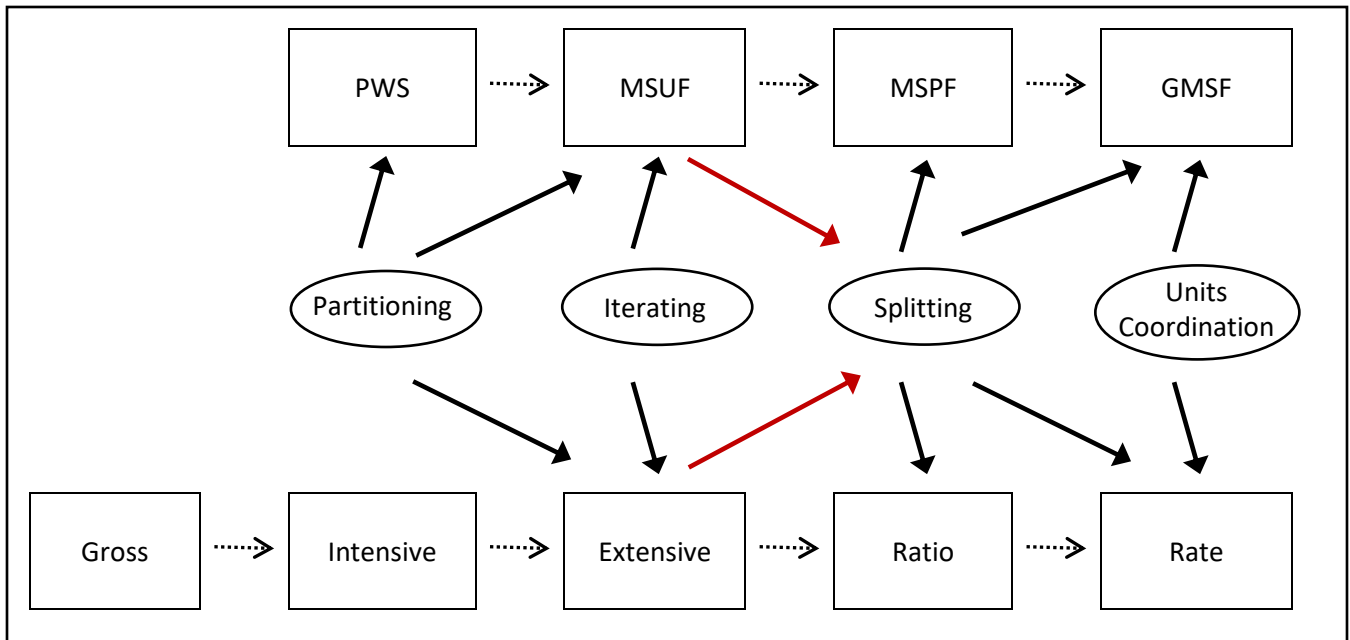 PWS
MSUF
MSPF
GMSF
Partitioning
Iterating
Splitting
Units
Coordination
Gross
Intensive
Extensive
Ratio
Rate